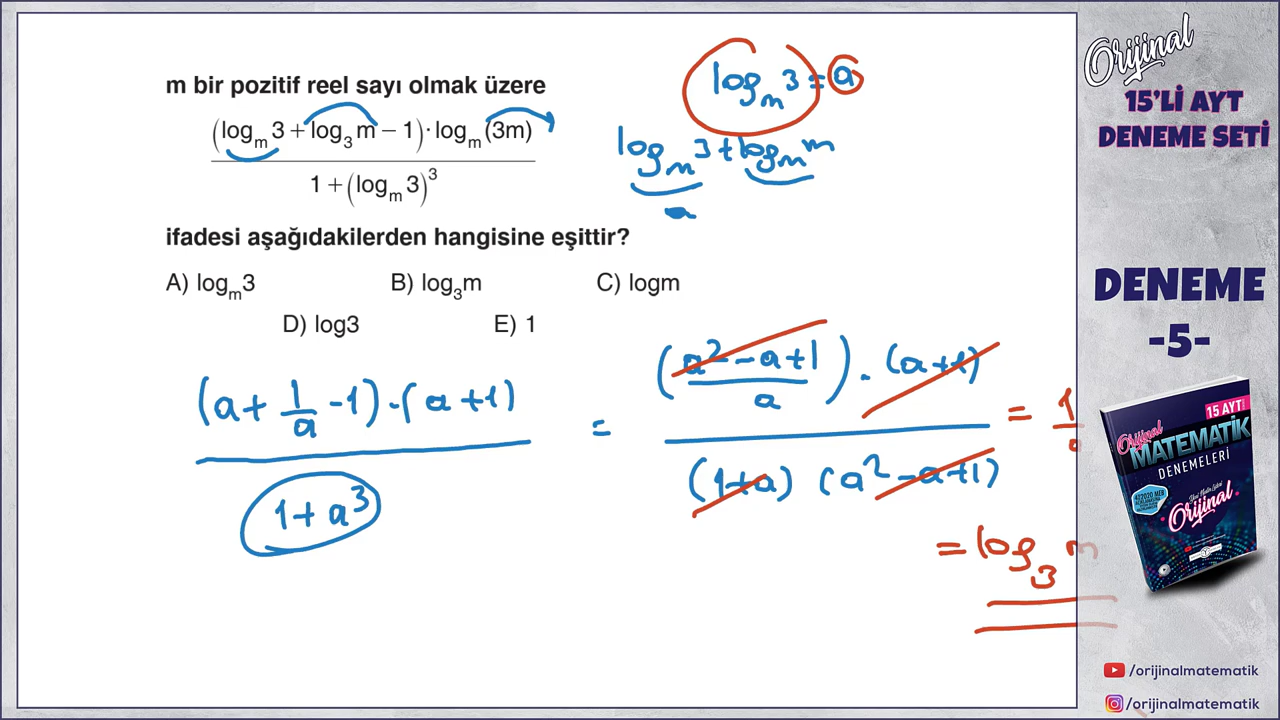 m bir pozitif reel sayı olmak üzere
(log_m 3 + log_3 m − 1) · log_m (3m)
1 + (log_m 3)^3
ifadesi aşağıdakilerden hangisine eşittir?
A) log_m 3 B) log_3 m C) logm
D) log3 E) 1
log_m 3 = a
log_m 3 + log_m m
a
(a + 1/a - 1) · (a + 1)
1 + a^3
=
(a^2 - a + 1 / a) · (a + 1)
(1 + a) (a^2 - a + 1)
= 1
= log_3 m
Orijinal
15'Lİ AYT
DENEME SETİ
DENEME
-5-
15 AYT
Orijinal
MATEMATİK
DENEMELERİ
Orijinal
/orijinalmatematik
/orijinalmatematik